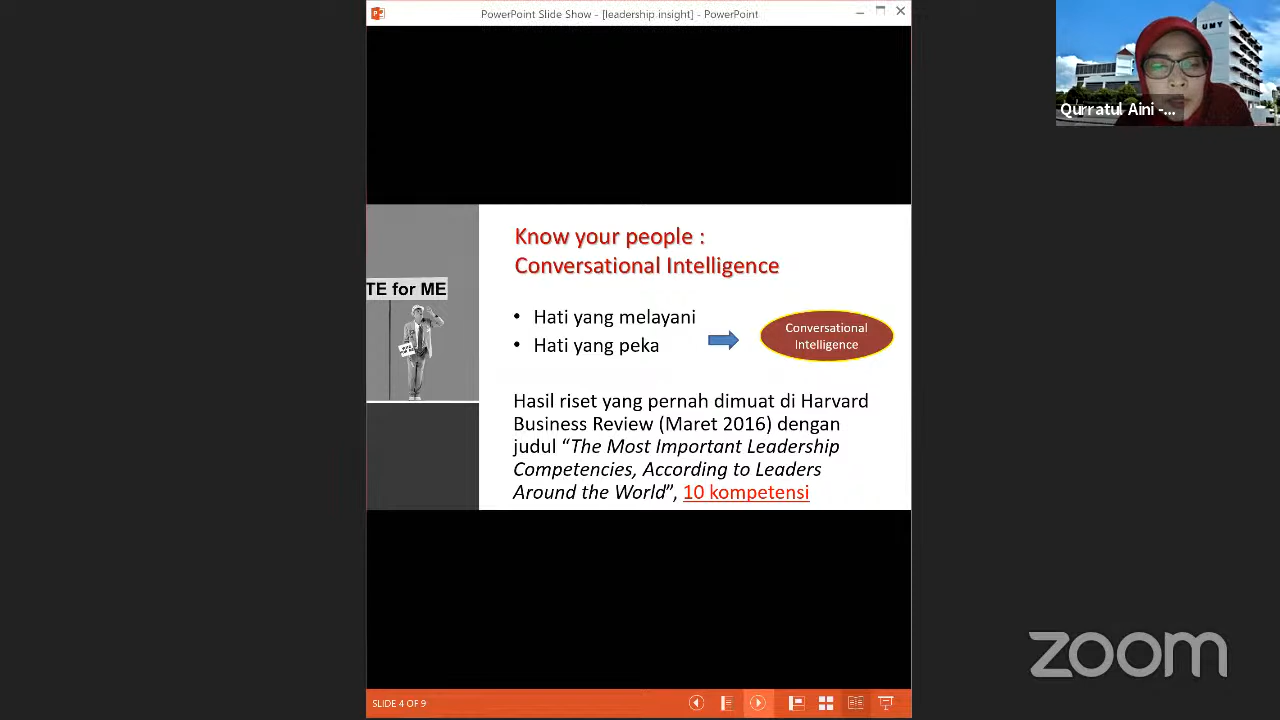 PowerPoint Slide Show - [leadership insight] - PowerPoint
UMY
Qurratul Aini -...
Know your people :
Conversational Intelligence
TE for ME
• Hati yang melayani
• Hati yang peka
Conversational
Intelligence
Hasil riset yang pernah dimuat di Harvard
Business Review (Maret 2016) dengan
judul “The Most Important Leadership
Competencies, According to Leaders
Around the World”, 10 kompetensi
zoom
SLIDE 4 OF 9